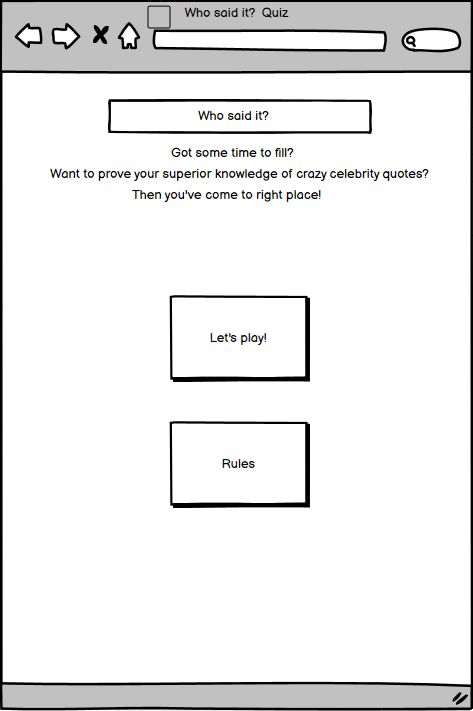 Who said it?  Quiz
Who said it?
Got some time to fill?
Want to prove your superior knowledge of crazy celebrity quotes?
Then you've come to right place!
Let's play!
Rules